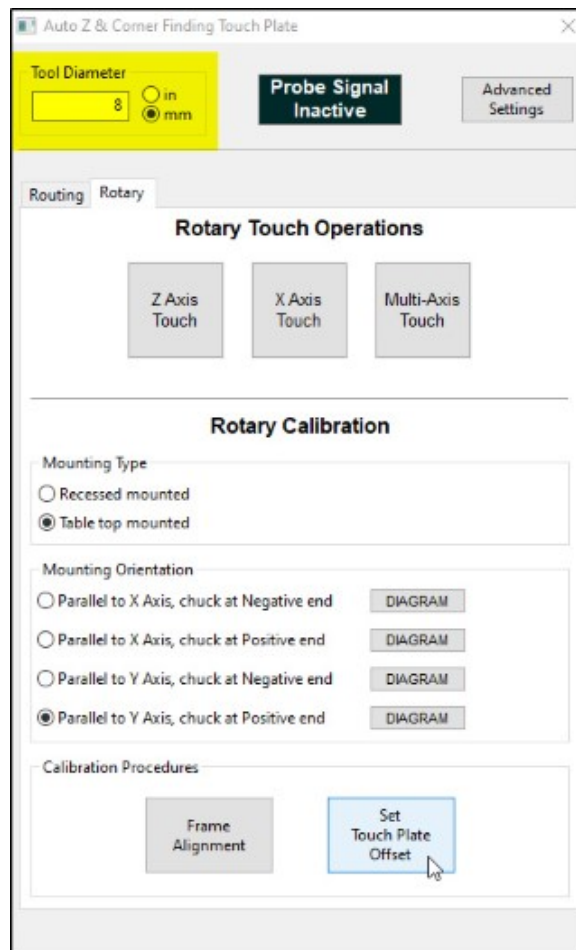 Auto Z & Corner Finding Touch Plate
Tool Diameter
8
in
mm
Probe Signal
Inactive
Advanced
Settings
Routing
Rotary
Rotary Touch Operations
Z Axis
Touch
X Axis
Touch
Multi-Axis
Touch
Rotary Calibration
Mounting Type
Recessed mounted
Table top mounted
Mounting Orientation
Parallel to X Axis, chuck at Negative end
DIAGRAM
Parallel to X Axis, chuck at Positive end
DIAGRAM
Parallel to Y Axis, chuck at Negative end
DIAGRAM
Parallel to Y Axis, chuck at Positive end
DIAGRAM
Calibration Procedures
Frame
Alignment
Set
Touch Plate
Offset